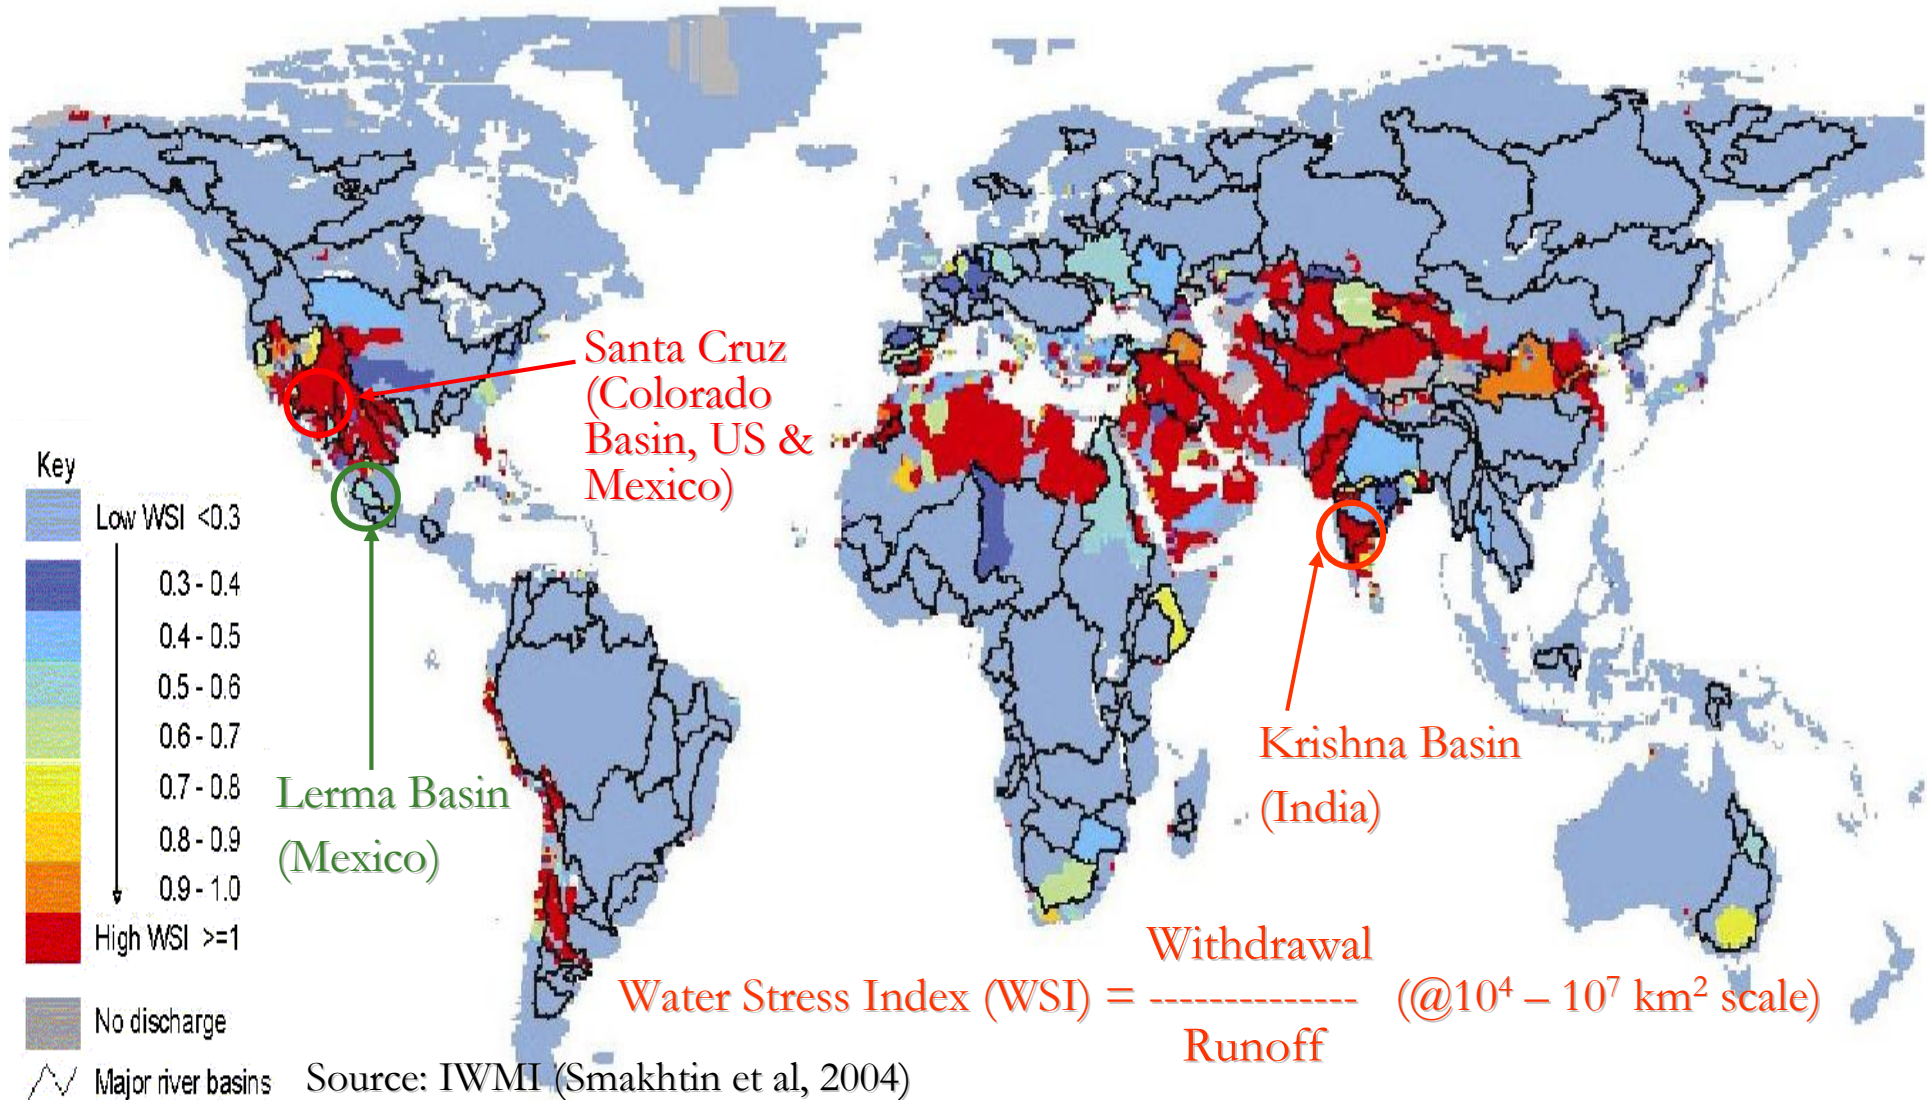 Santa Cruz
(Colorado
Basin, US &
Mexico)
Key
Low WSI <0.3
0.3 - 0.4
0.4 - 0.5
0.5 - 0.6
0.6 - 0.7
0.7 - 0.8
0.8 - 0.9
0.9 - 1.0
High WSI >=1
No discharge
Major river basins
Lerma Basin
(Mexico)
Krishna Basin
(India)
Withdrawal
Water Stress Index (WSI) = -------------- (@10⁴ – 10⁷ km² scale)
Runoff
Source: IWMI (Smakhtin et al, 2004)